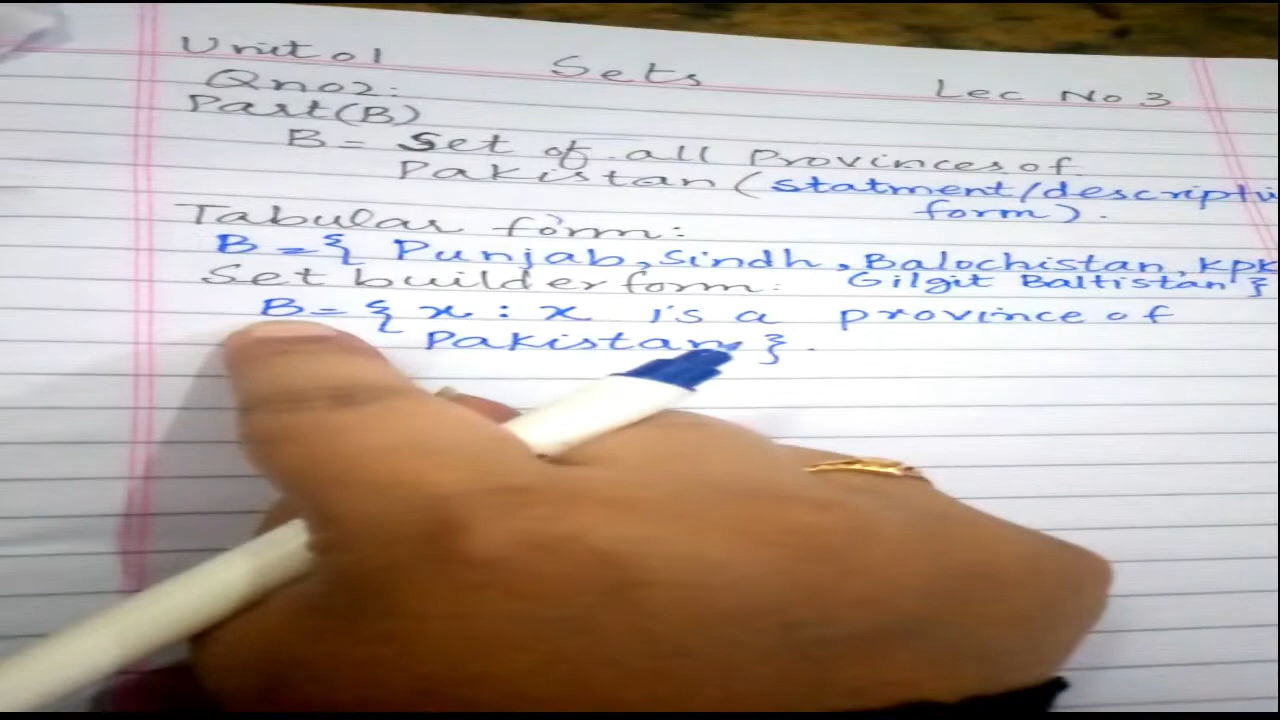 Unit 01 Sets Lec No 3
Qno2:
Part(B)
B = Set of all Provinces of
Pakistan (statment/descripti
form).
Tabular form:
B = { Punjab, Sindh, Balochistan, KPK
Gilgit Baltistan }
Set builder form:
B = { x : x is a province of
Pakistan }.